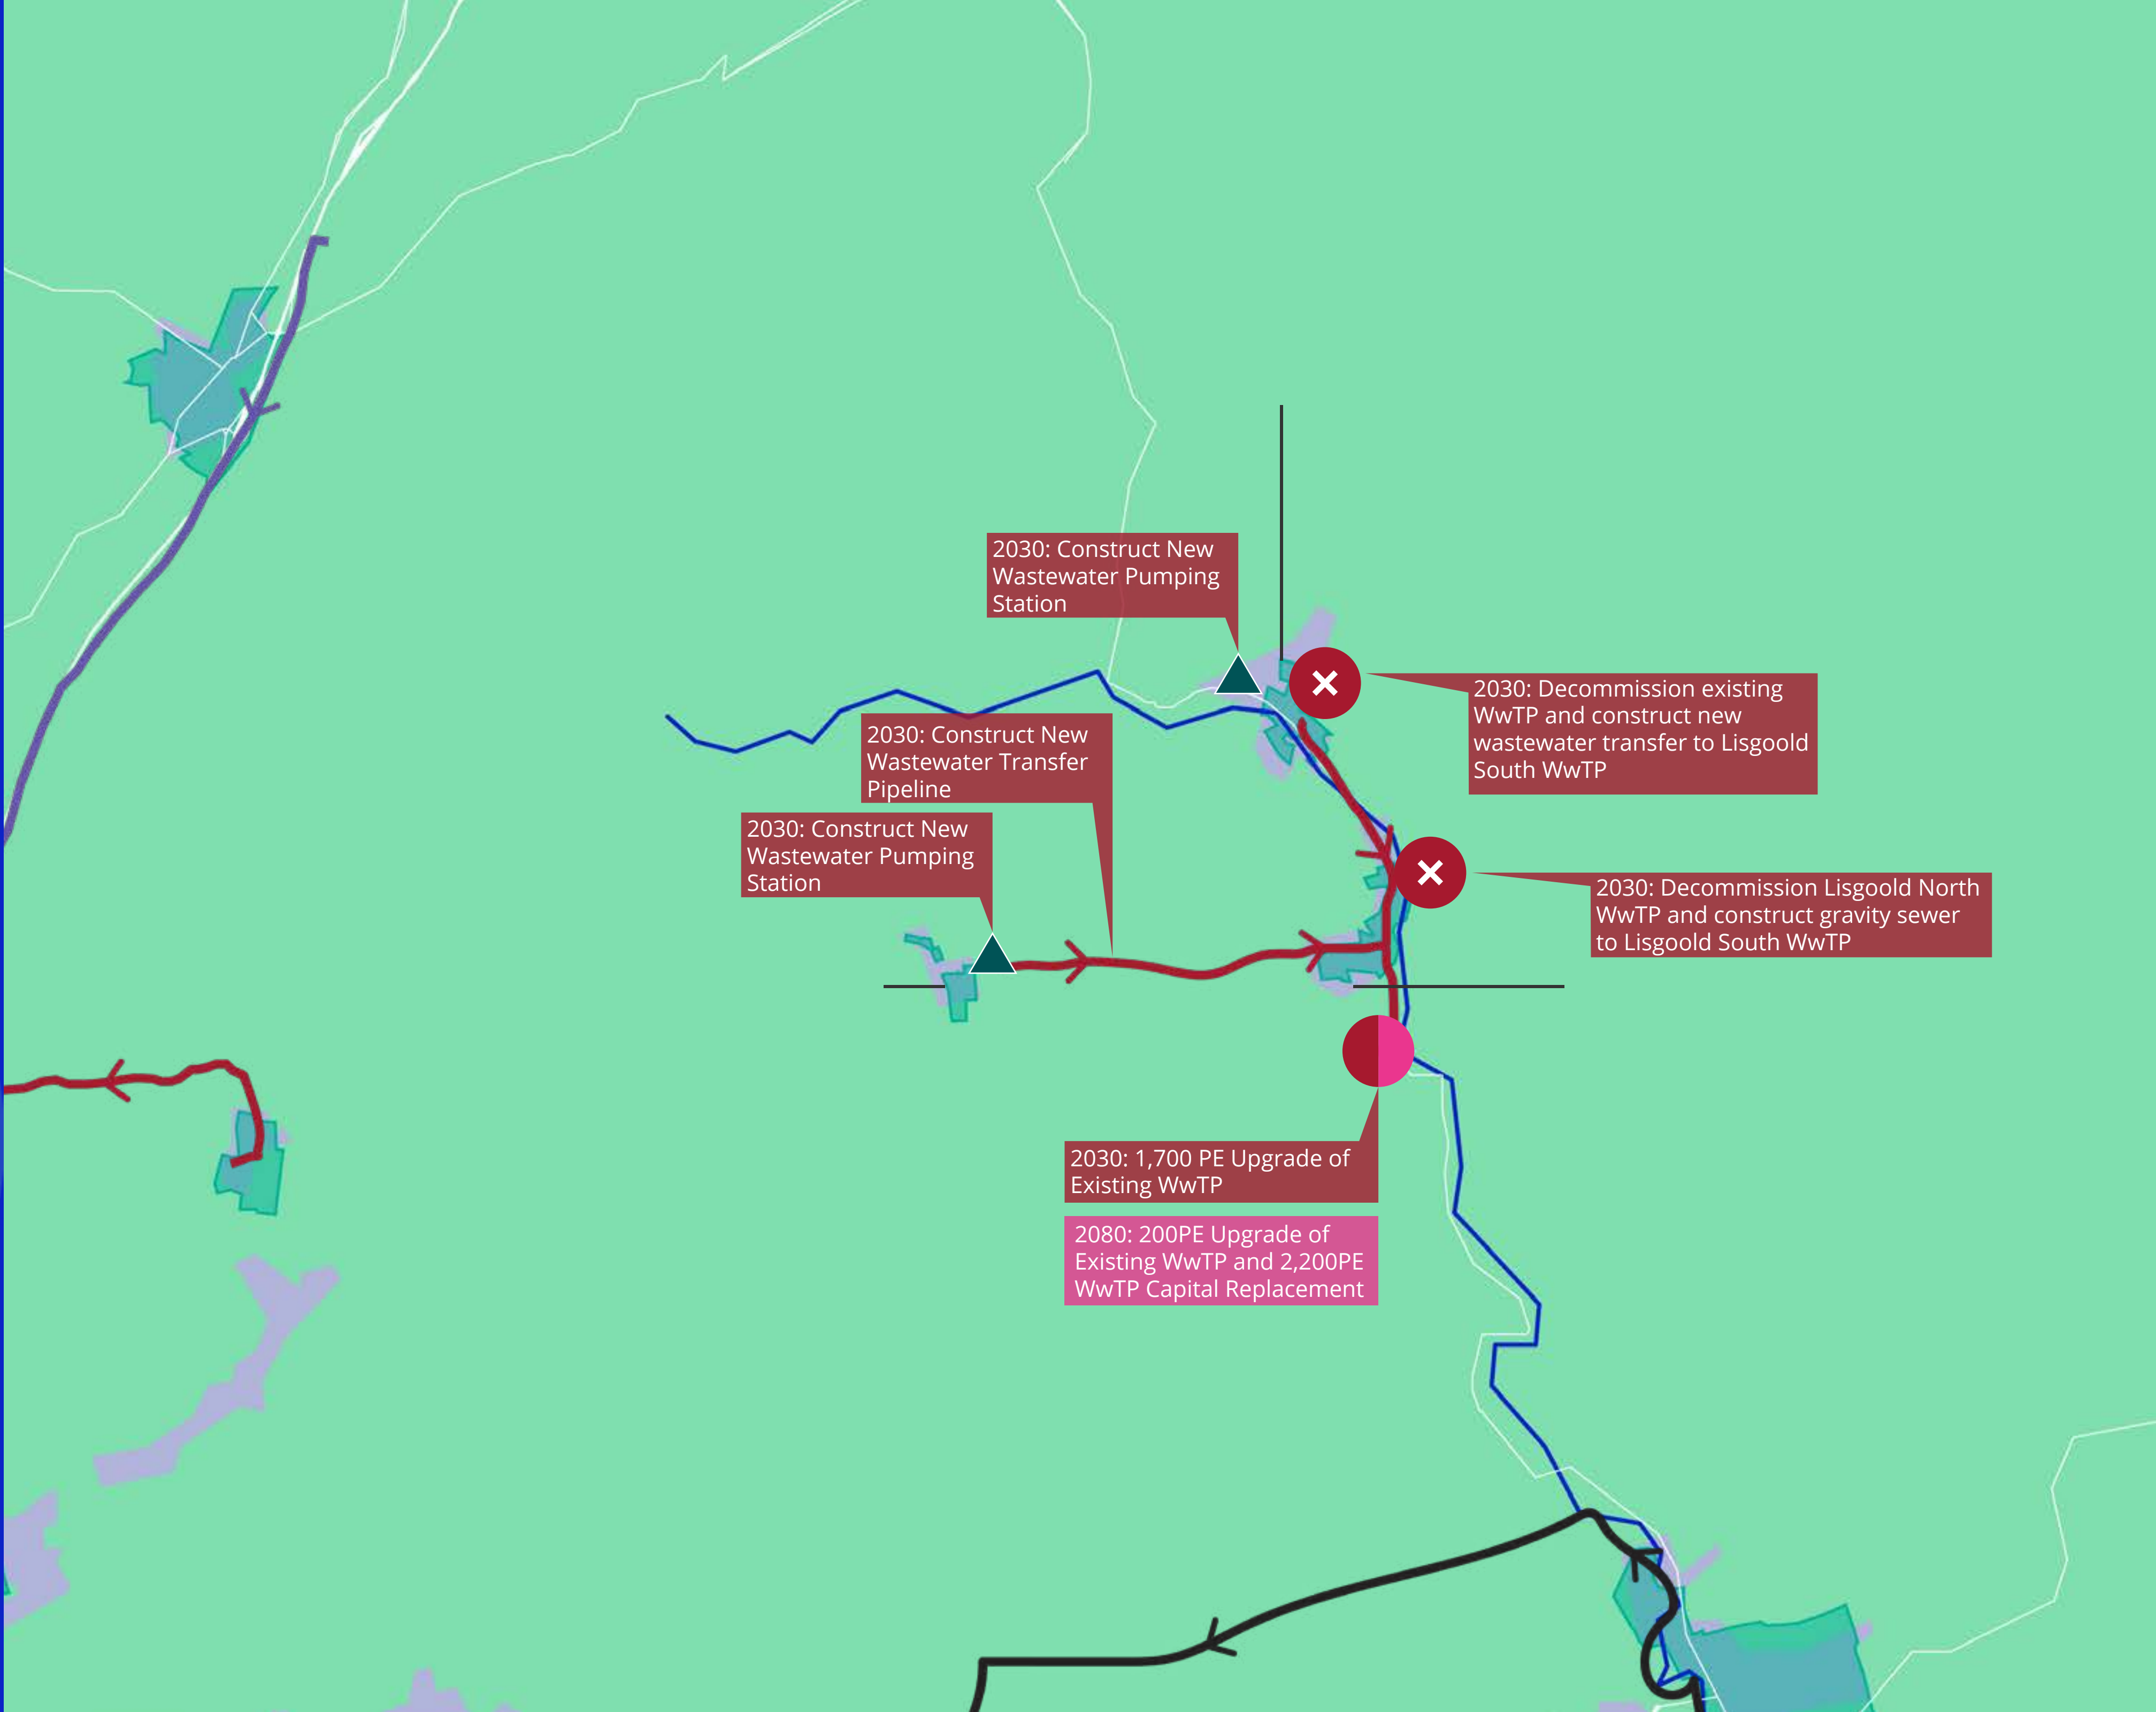 2030: Construct New
Wastewater Pumping
Station
2030: Decommission existing
WwTP and construct new
wastewater transfer to Lisgoold
South WwTP
2030: Construct New
Wastewater Transfer
Pipeline
2030: Construct New
Wastewater Pumping
Station
2030: Decommission Lisgoold North
WwTP and construct gravity sewer
to Lisgoold South WwTP
2030: 1,700 PE Upgrade of
Existing WwTP
2080: 200PE Upgrade of
Existing WwTP and 2,200PE
WwTP Capital Replacement